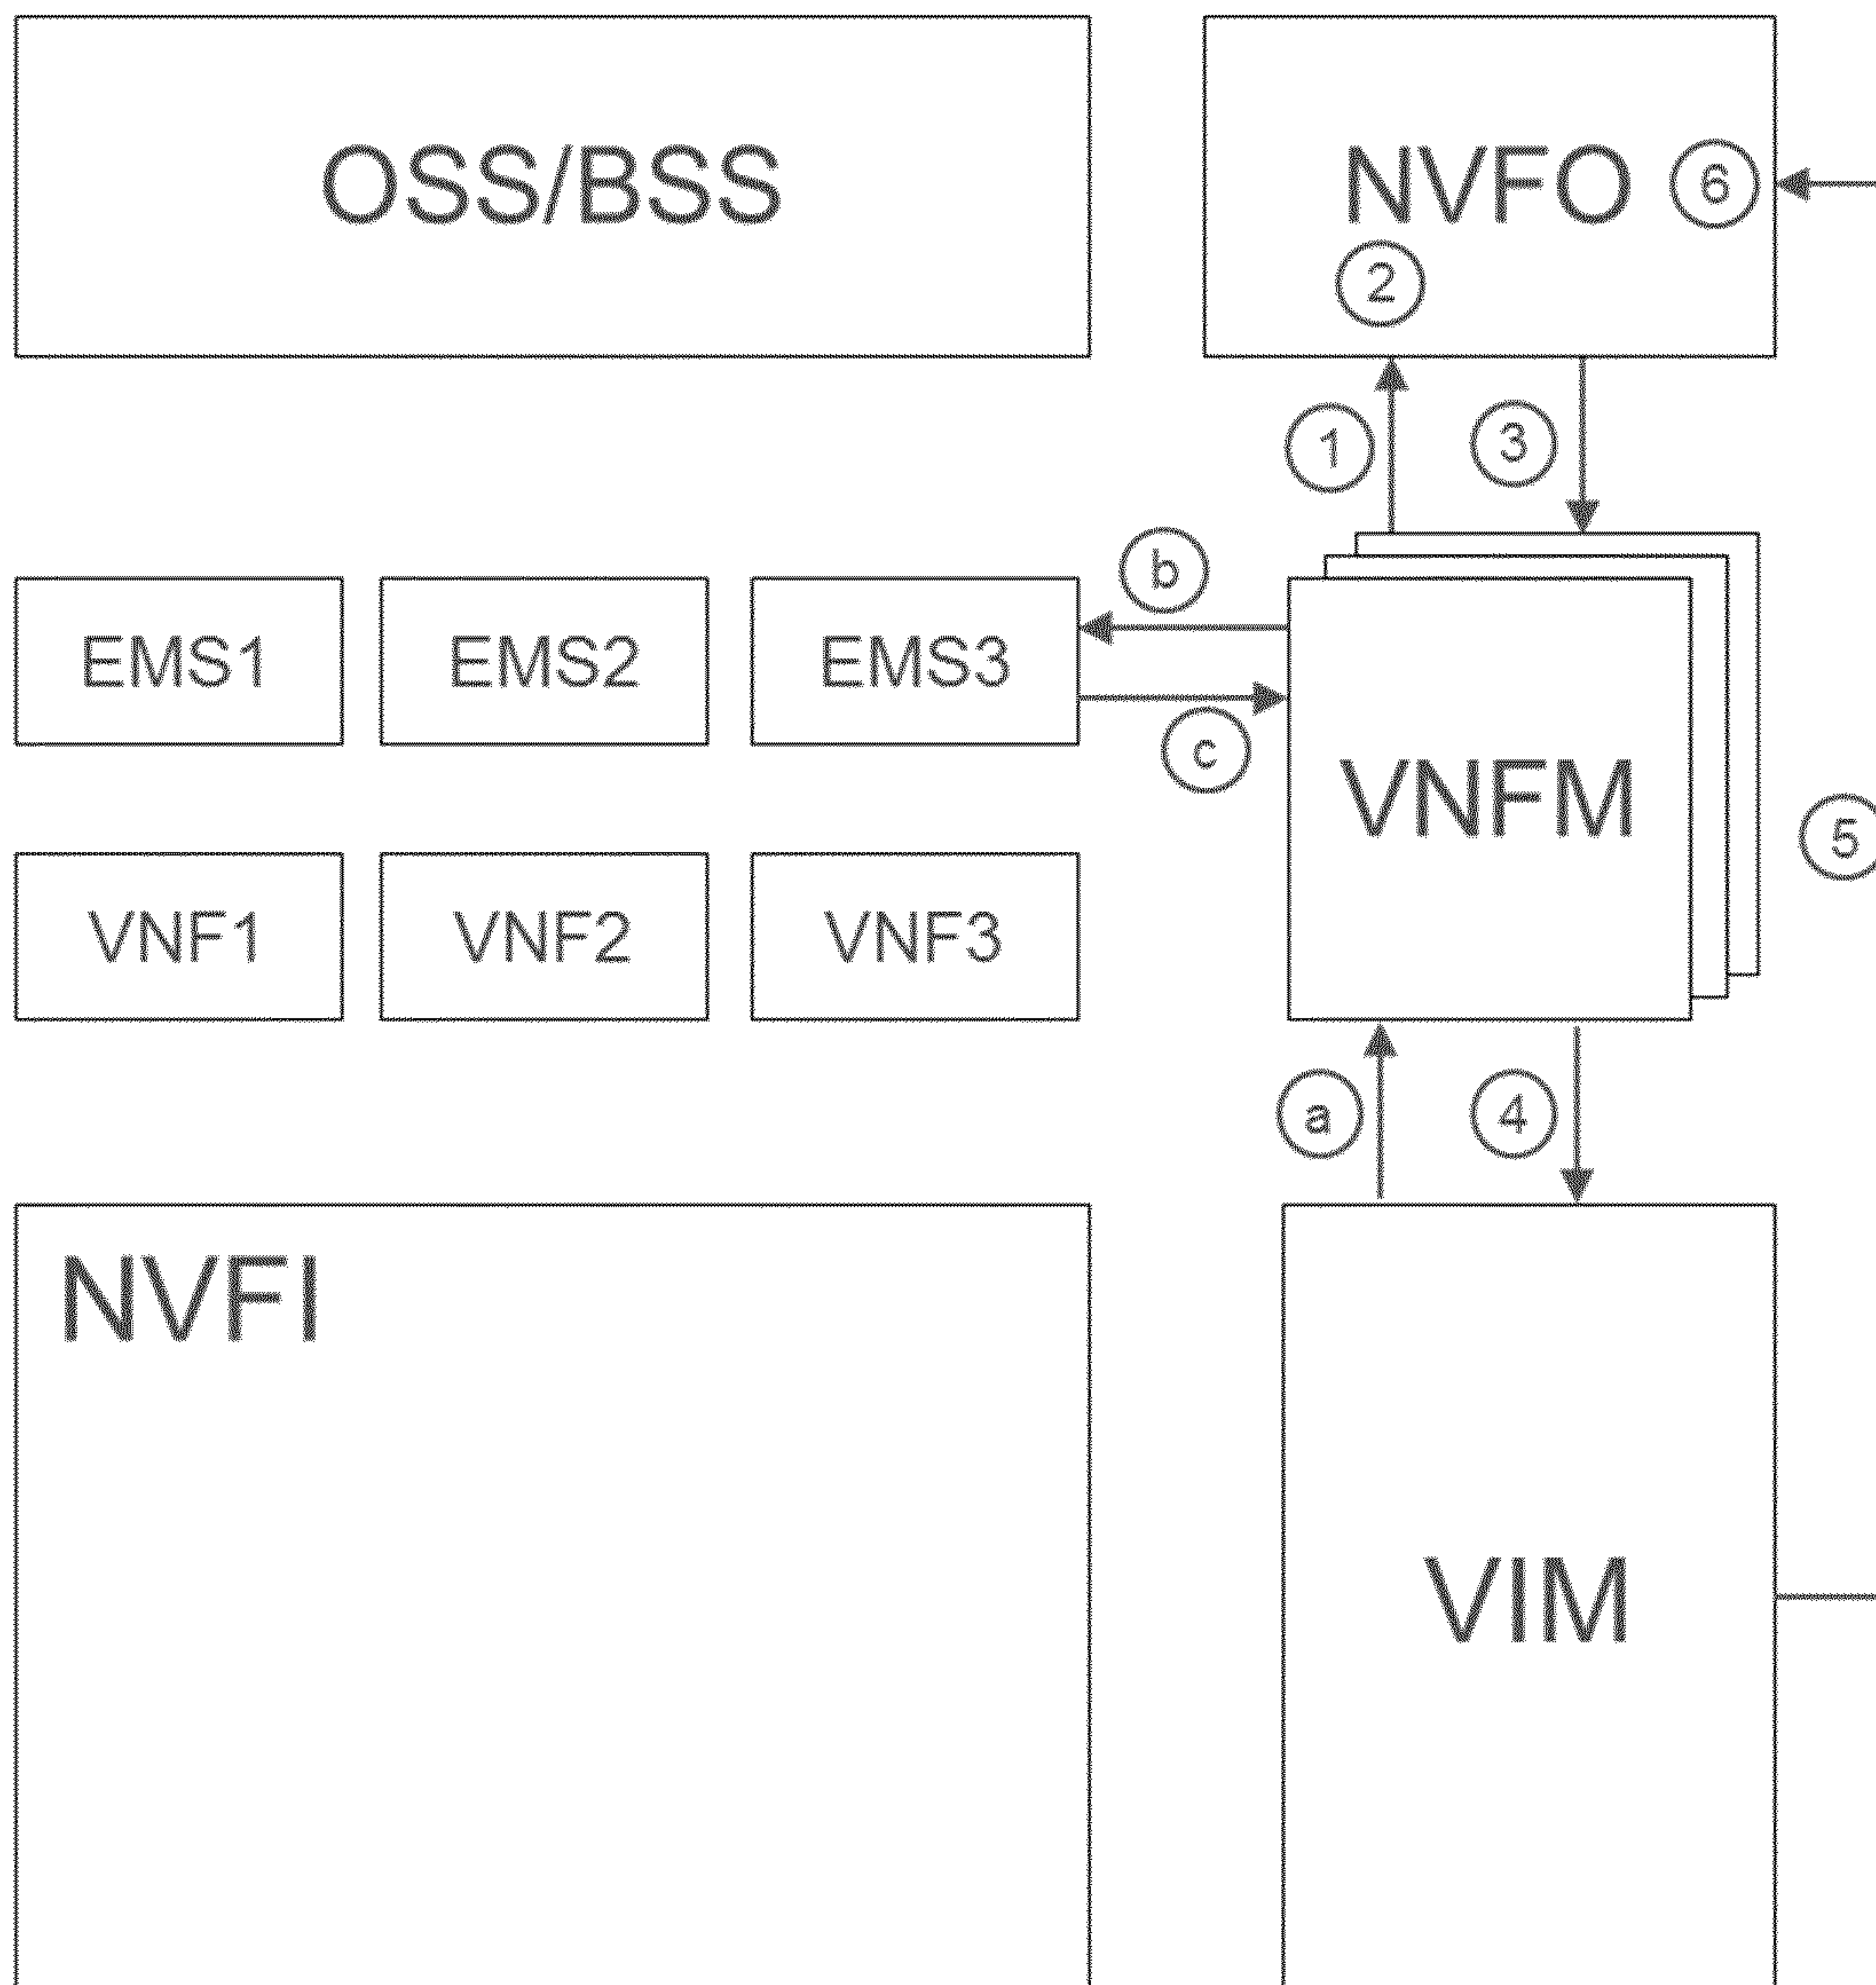 OSS/BSS
NVFO
6
2
1
3
b
EMS1
EMS2
EMS3
c
VNFM
5
VNF1
VNF2
VNF3
a
4
NVFI
VIM